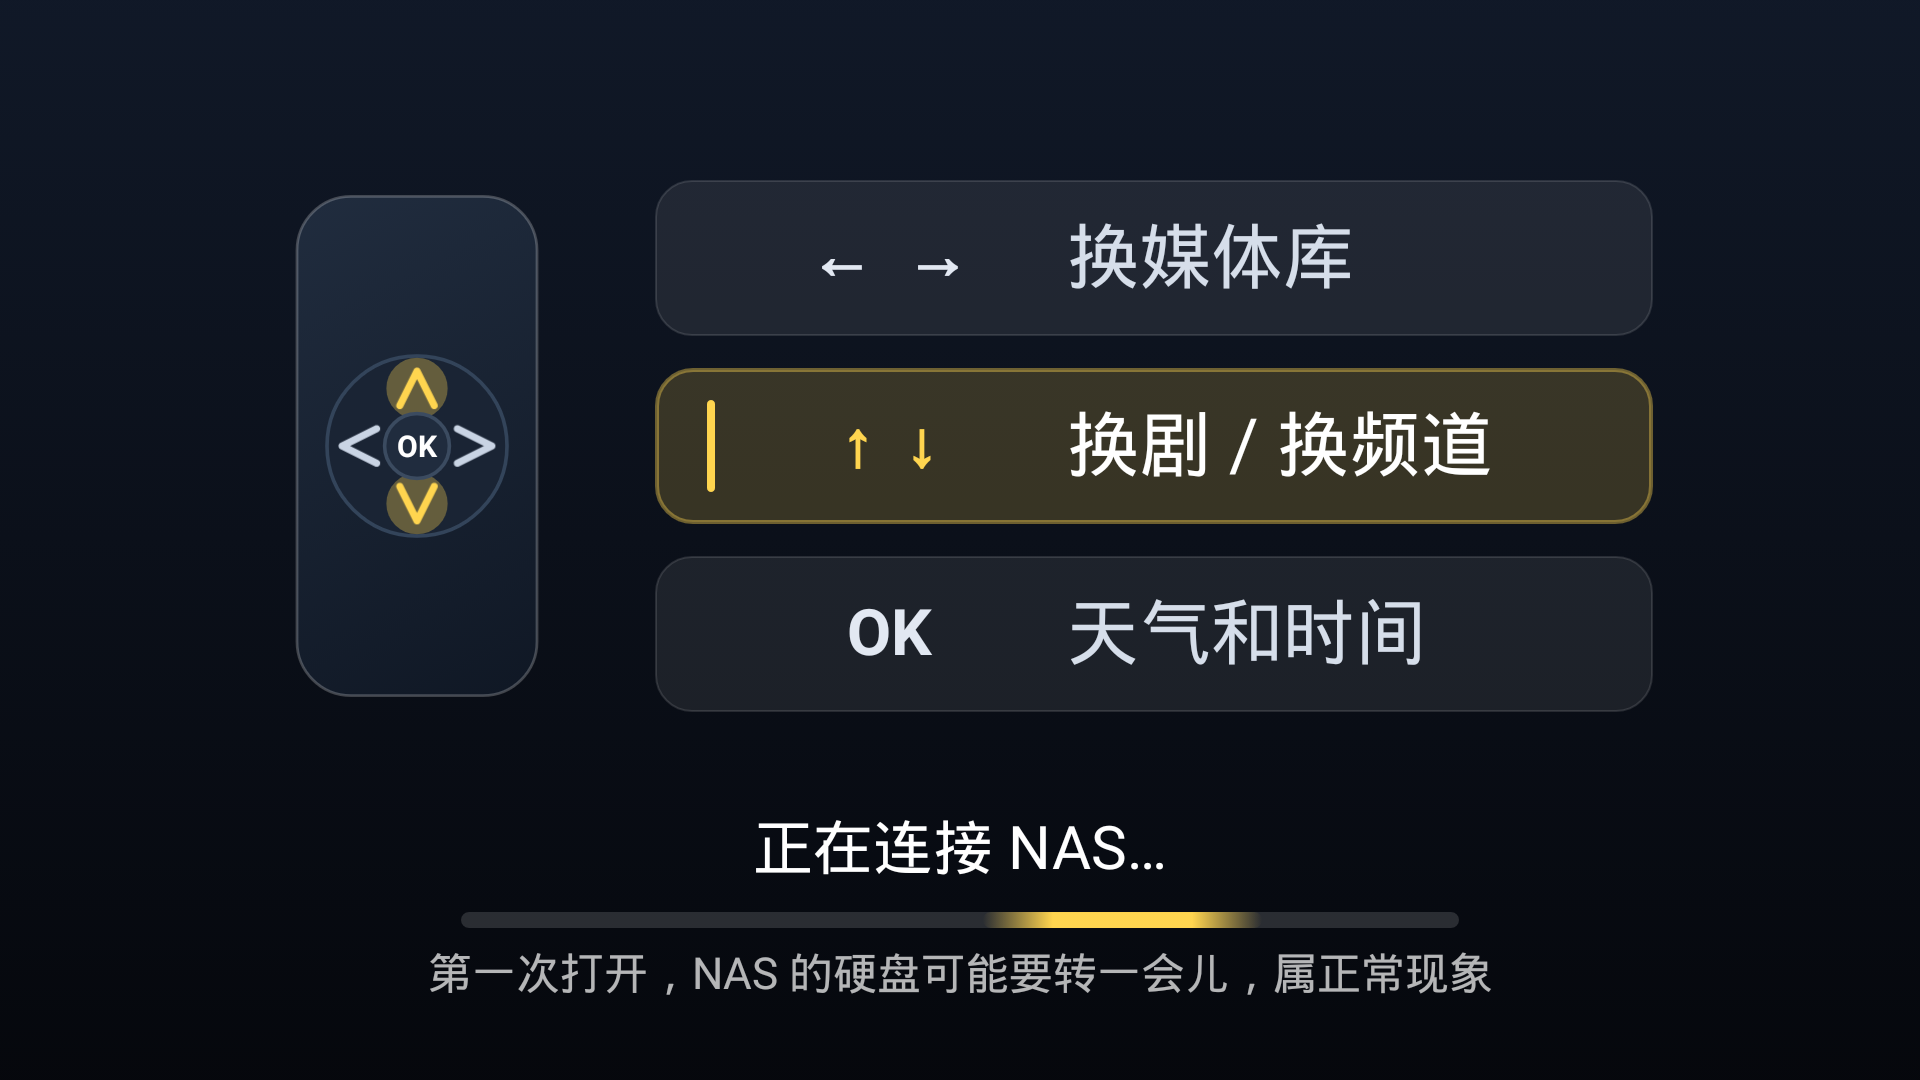 OK
← → 换媒体库
↑ ↓ 换剧 / 换频道
OK 天气和时间
正在连接 NAS...
第一次打开，NAS 的硬盘可能要转一会儿，属正常现象